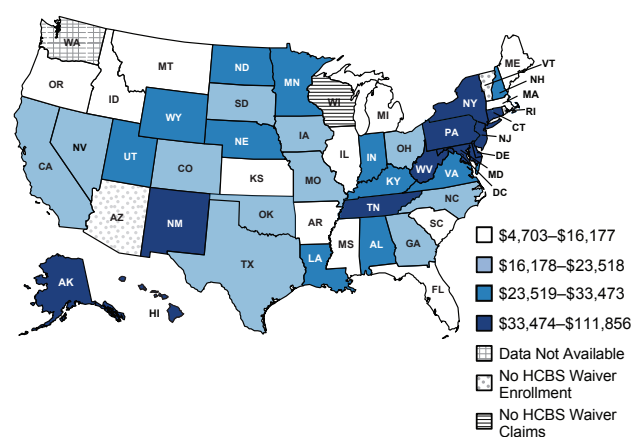 WA
OR
CA
NV
ID
MT
WY
UT
AZ
CO
NM
ND
SD
NE
KS
OK
TX
MN
IA
MO
AR
LA
WI
IL
MS
MI
IN
KY
TN
AL
OH
WV
GA
FL
SC
NC
VA
PA
NY
ME
VT
NH
MA
RI
CT
NJ
DE
MD
DC
AK
HI
$4,703–$16,177
$16,178–$23,518
$23,519–$33,473
$33,474–$111,856
Data Not Available
No HCBS Waiver
Enrollment
No HCBS Waiver
Claims